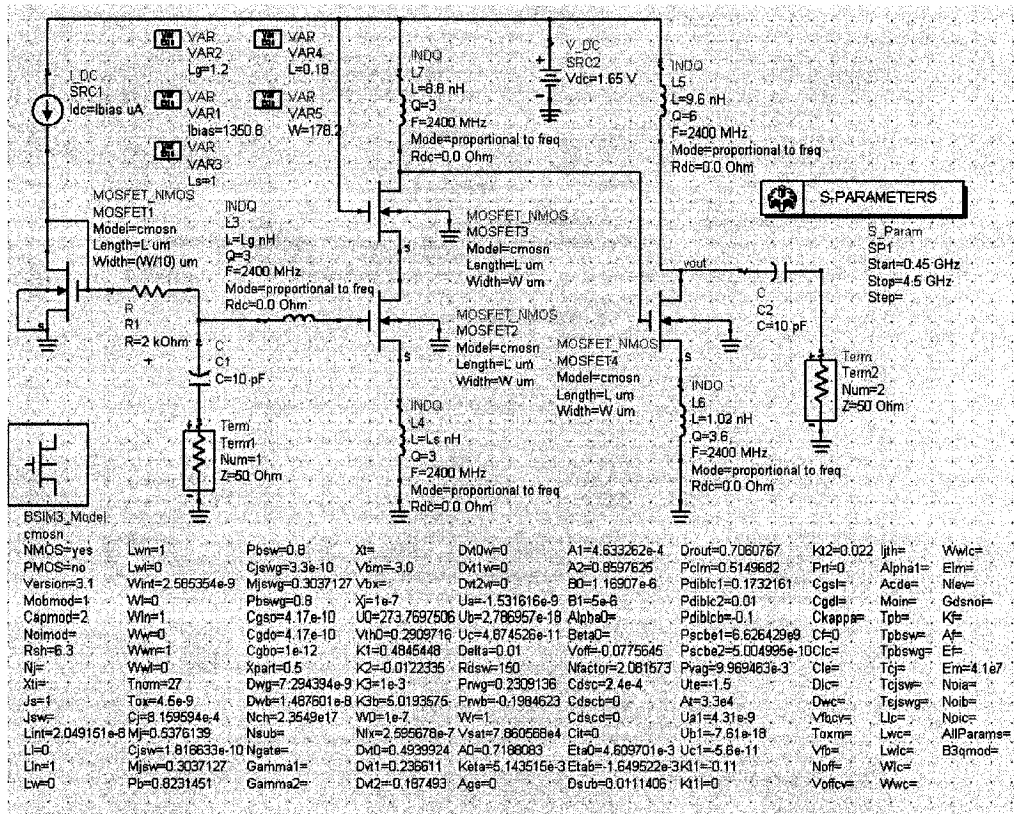 VAR
VAR2
Lg=1.2
VAR
VAR4
L=0.18
VAR
VAR1
Ibias=1350.8
VAR
VAR5
W=178.2
VAR
VAR3
Ls=1
I_DC
SRC1
Idc=Ibias uA
INDQ
L7
L=8.8 nH
Q=3
F=2400 MHz
Mode=proportional to freq
Rdc=0.0 Ohm
V_DC
SRC2
Vdc=1.65 V
INDQ
L5
L=9.6 nH
Q=6
F=2400 MHz
Mode=proportional to freq
Rdc=0.0 Ohm
S-PARAMETERS
S_Param
SP1
Start=0.45 GHz
Stop=4.5 GHz
Step=
MOSFET_NMOS
MOSFET1
Model=cmosn
Length=L um
Width=(W/10) um
INDQ
L3
L=Lg nH
Q=3
F=2400 MHz
Mode=proportional to freq
Rdc=0.0 Ohm
MOSFET_NMOS
MOSFET3
Model=cmosn
Length=L um
Width=W um
R
R1
R=2 kOhm
C
C1
C=10 pF
MOSFET_NMOS
MOSFET2
Model=cmosn
Length=L um
Width=W um
MOSFET_NMOS
MOSFET4
Model=cmosn
Length=L um
Width=W um
vout
C
C2
C=10 pF
Term
Term1
Num=1
Z=50 Ohm
INDQ
L4
L=Ls nH
Q=3
F=2400 MHz
Mode=proportional to freq
Rdc=0.0 Ohm
INDQ
L6
L=1.02 nH
Q=3.6
F=2400 MHz
Mode=proportional to freq
Rdc=0.0 Ohm
Term
Term2
Num=2
Z=50 Ohm
BSIM3_Model
cmosn
NMOS=yes Lwn=1 Pbsw=0.8 Xt= Dvt0w=0 A1=4.633262e-4 Drout=0.7060767 Kt2=0.022 Ijth= Wwlc=
PMOS=no Lwl=0 Cjswg=3.3e-10 Vbm=-3.0 Dvt1w=0 A2=0.8597625 Pclm=0.5149682 Prt=0 Alpha1= Elm=
Version=3.1 Wint=2.585354e-9 Mjswg=0.3037127 Vbx= Dvt2w=0 B0=1.16907e-6 Pdiblc1=0.1732161 Cgsl= Acde= Nlev=
Mobmod=1 Wl=0 Pbswg=0.8 Xj=1e-7 Ua=-1.531616e-9 B1=5e-6 Pdiblc2=0.01 Cgdl= Moin= Gdsnoi=
Capmod=2 Wln=1 Cgso=4.17e-10 U0=273.7697506 Ub=2.786957e-18 Alpha0= Pdiblcb=-0.1 Ckappa= Tpb= Kf=
Noimod= Ww=0 Cgdo=4.17e-10 Vth0=0.2909716 Uc=4.874526e-11 Beta0= Pscbe1=6.626429e9 Cf=0 Tpbsw= Af=
Rsh=6.3 Wwn=1 Cgbo=1e-12 K1=0.4845448 Delta=0.01 Voff=-0.0775645 Pscbe2=5.004995e-10 Clc= Tpbswg= Ef=
Nj= Wwl=0 Xpart=0.5 K2=-0.0122335 Rdsw=150 Nfactor=2.081573 Pvag=9.969463e-3 Cle= Tcj= Em=4.1e7
Xti= Tnom=27 Dwg=7.294394e-9 K3=1e-3 Prwg=0.2309136 Cdsc=2.4e-4 Ute=-1.5 Dlc= Tcjsw= Noia=
Js=1 Tox=4.5e-9 Dwb=1.487601e-8 K3b=5.0193575 Prwb=-0.1984623 Cdscb=0 At=3.3e4 Dwc= Tcjswg= Noib=
Jsw= Cj=8.159594e-4 Nch=2.3549e17 W0=1e-7 Wr=1 Cdscd=0 Ua1=4.31e-9 Vfbcv= Llc= Noic=
Lint=2.049151e-8 Mj=0.5376139 Nsub= Nlx=2.595678e-7 Vsat=7.860568e4 Cit=0 Ub1=-7.61e-18 Toxm= Lwc= AllParams=
Ll=0 Cjsw=1.816633e-10 Ngate= Dvt0=0.4939924 A0=0.7188083 Eta0=4.609701e-3 Uc1=-5.6e-11 Vfb= Lwlc= B3qmod=
Lln=1 Mjsw=0.3037127 Gamma1= Dvt1=0.236611 Keta=5.143515e-3 Etab=-1.649522e-3 Kt1=-0.11 Noff= Wlc=
Lw=0 Pb=0.8231451 Gamma2= Dvt2=-0.187493 Ags=0 Dsub=0.0111406 Kt1l=0 Voffcv= Wwc=